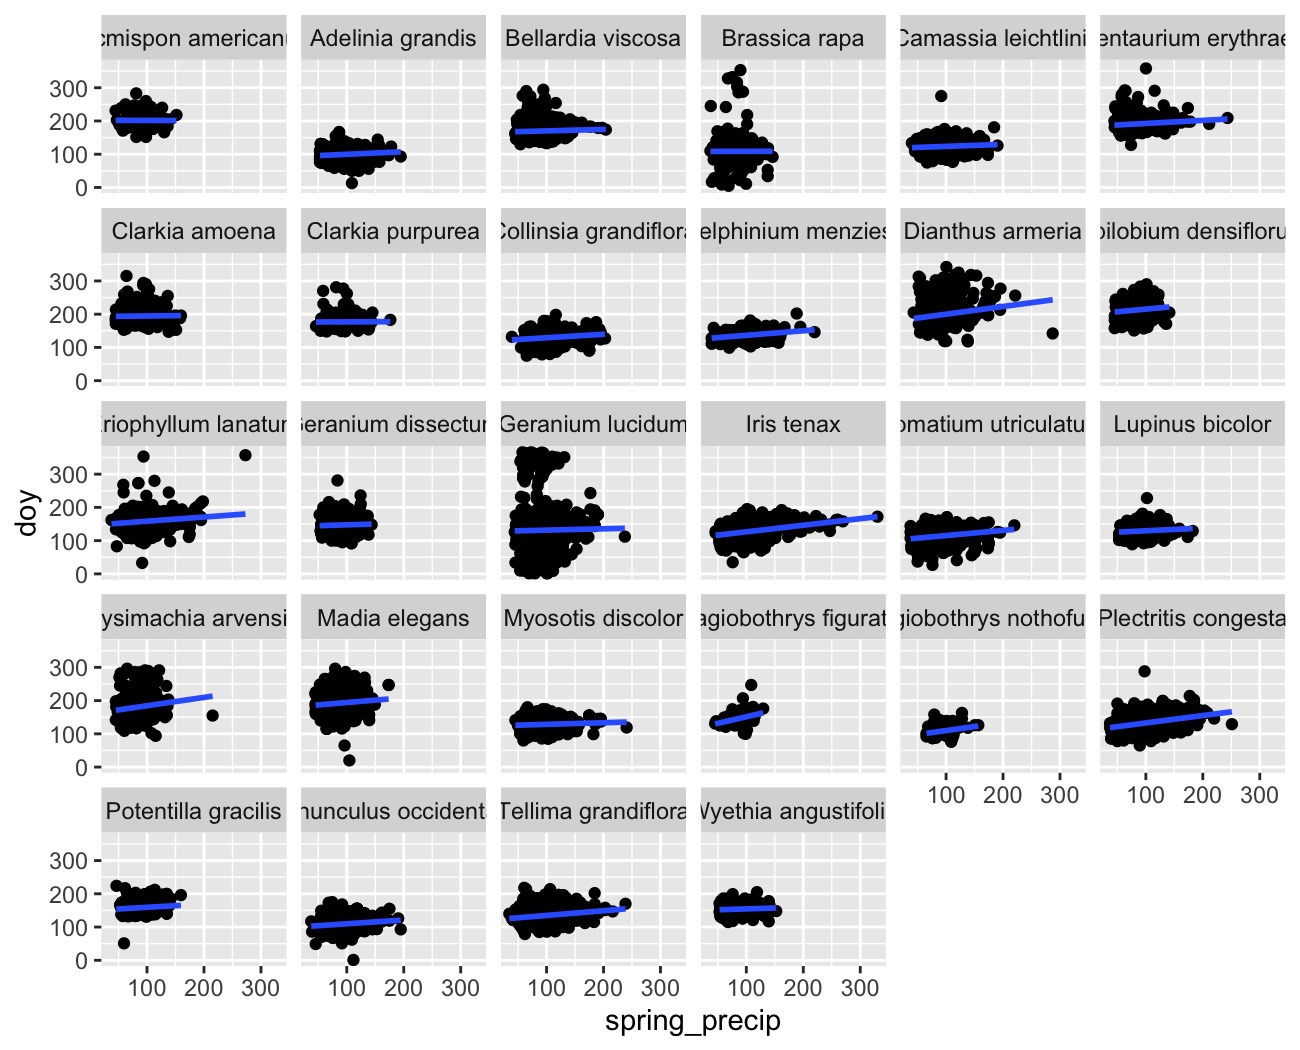 cmispon americanu
Adelinia grandis
Bellardia viscosa
Brassica rapa
Camassia leichtlini
entaurium erythrae
300
200
100
0
Clarkia amoena
Clarkia purpurea
Collinsia grandiflora
elphinium menzies
Dianthus armeria
pilobium densifloru
300
200
100
0
riophyllum lanatun
Geranium dissectun
Geranium lucidum
Iris tenax
omatium utriculatu
Lupinus bicolor
300
200
100
0
doy
ysimachia arvensi
Madia elegans
Myosotis discolor
agiobothrys figurat
giobothrys nothofu
Plectritis congesta
300
200
100
0
100 200 300
100 200 300
Potentilla gracilis
nunculus occidenta
Tellima grandiflora
Wyethia angustifoli
300
200
100
0
100 200 300
100 200 300
100 200 300
100 200 300
spring_precip